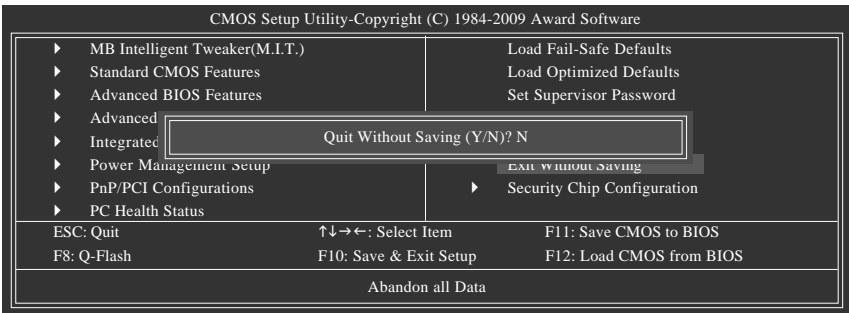 CMOS Setup Utility-Copyright (C) 1984-2009 Award Software
MB Intelligent Tweaker(M.I.T.)
Standard CMOS Features
Advanced BIOS Features
Advanced
Integrated
Power Management Setup
PnP/PCI Configurations
PC Health Status
Load Fail-Safe Defaults
Load Optimized Defaults
Set Supervisor Password
Exit Without Saving
Security Chip Configuration
Quit Without Saving (Y/N)? N
ESC: Quit ↑↓→←: Select Item F11: Save CMOS to BIOS
F8: Q-Flash F10: Save & Exit Setup F12: Load CMOS from BIOS
Abandon all Data